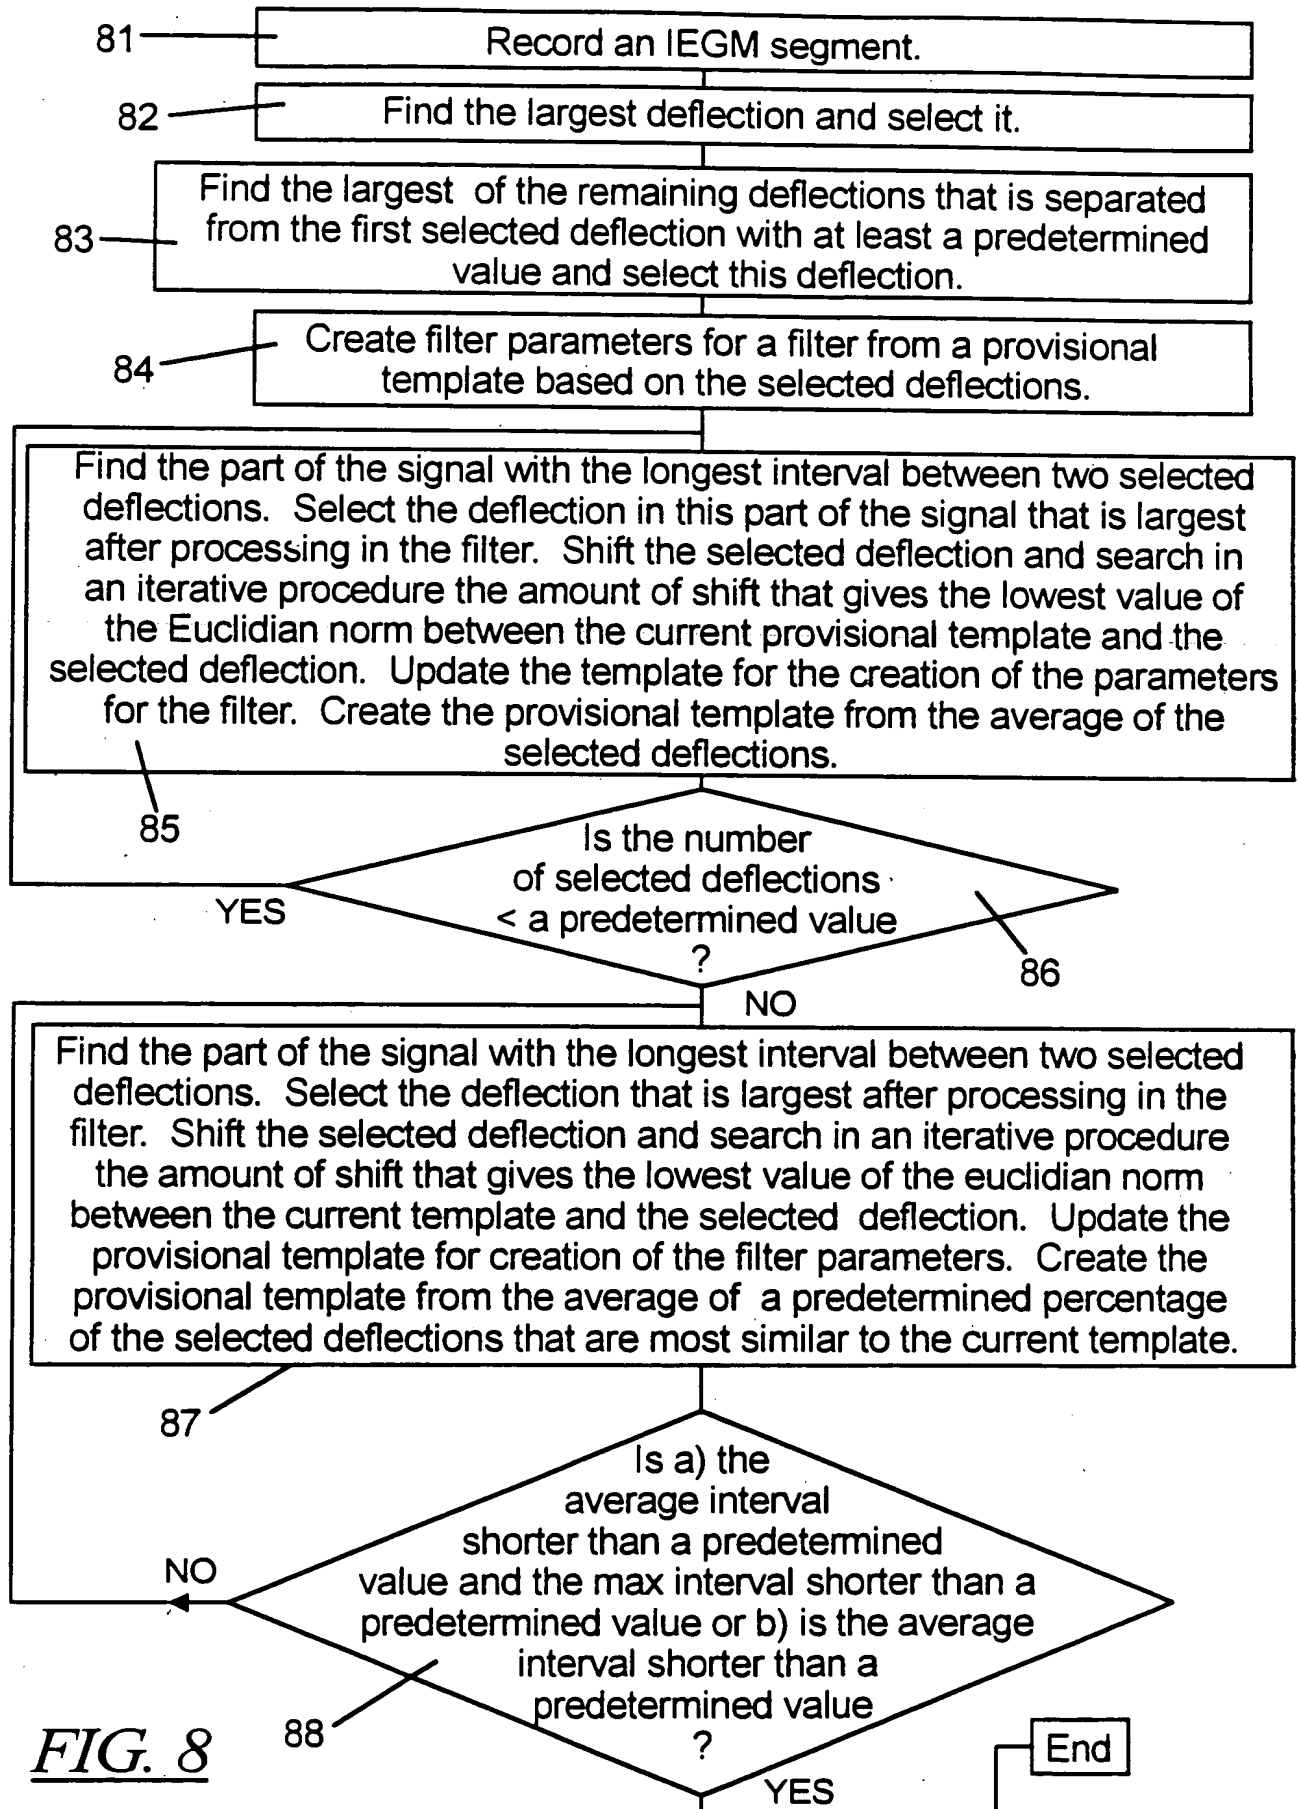 81
Record an IEGM segment.
82
Find the largest deflection and select it.
83
Find the largest of the remaining deflections that is separated
from the first selected deflection with at least a predetermined
value and select this deflection.
84
Create filter parameters for a filter from a provisional
template based on the selected deflections.
Find the part of the signal with the longest interval between two selected
deflections. Select the deflection in this part of the signal that is largest
after processing in the filter. Shift the selected deflection and search in
an iterative procedure the amount of shift that gives the lowest value of
the Euclidian norm between the current provisional template and the
selected deflection. Update the template for the creation of the parameters
for the filter. Create the provisional template from the average of the
selected deflections.
85
Is the number
of selected deflections
< a predetermined value
?
YES
86
NO
Find the part of the signal with the longest interval between two selected
deflections. Select the deflection that is largest after processing in the
filter. Shift the selected deflection and search in an iterative procedure
the amount of shift that gives the lowest value of the euclidian norm
between the current template and the selected deflection. Update the
provisional template for creation of the filter parameters. Create the
provisional template from the average of a predetermined percentage
of the selected deflections that are most similar to the current template.
87
Is a) the
average interval
shorter than a predetermined
value and the max interval shorter than a
predetermined value or b) is the average
interval shorter than a
predetermined value
?
NO
88
YES
End
FIG. 8